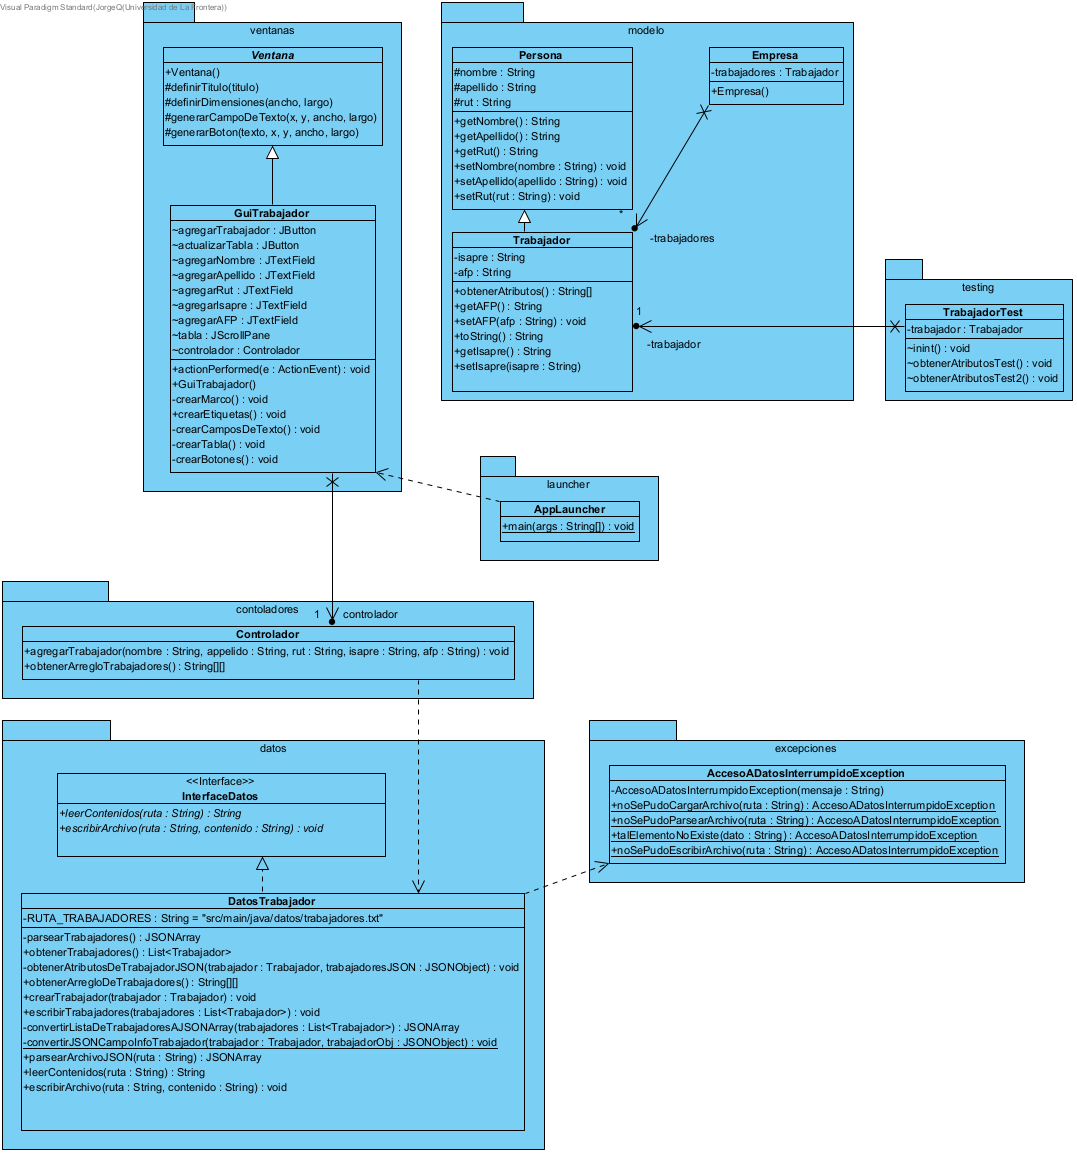 Visual Paradigm Standard(JorgeQ(Universidad de La Frontera))
ventanas
Ventana
+Ventana()
#definirTitulo(titulo)
#definirDimensiones(ancho, largo)
#generarCampoDeTexto(x, y, ancho, largo)
#generarBoton(texto, x, y, ancho, largo)
GuiTrabajador
~agregarTrabajador : JButton
~actualizarTabla : JButton
~agregarNombre : JTextField
~agregarApellido : JTextField
~agregarRut : JTextField
~agregarIsapre : JTextField
~agregarAFP : JTextField
~tabla : JScrollPane
~controlador : Controlador
+actionPerformed(e : ActionEvent) : void
+GuiTrabajador()
-crearMarco() : void
+crearEtiquetas() : void
-crearCamposDeTexto() : void
-crearTabla() : void
-crearBotones() : void
modelo
Persona
#nombre : String
#apellido : String
#rut : String
+getNombre() : String
+getApellido() : String
+getRut() : String
+setNombre(nombre : String) : void
+setApellido(apellido : String) : void
+setRut(rut : String) : void
Empresa
-trabajadores : Trabajador
+Empresa()
*
-trabajadores
Trabajador
-isapre : String
-afp : String
+obtenerAtributos() : String[]
+getAFP() : String
+setAFP(afp : String) : void
+toString() : String
+getIsapre() : String
+setIsapre(isapre : String)
1
-trabajador
testing
TrabajadorTest
-trabajador : Trabajador
~inint() : void
~obtenerAtributosTest() : void
~obtenerAtributosTest2() : void
launcher
AppLauncher
+main(args : String[]) : void
1
controlador
contoladores
Controlador
+agregarTrabajador(nombre : String, appelido : String, rut : String, isapre : String, afp : String) : void
+obtenerArregloTrabajadores() : String[][]
datos
<<Interface>>
InterfaceDatos
+leerContenidos(ruta : String) : String
+escribirArchivo(ruta : String, contenido : String) : void
DatosTrabajador
-RUTA_TRABAJADORES : String = "src/main/java/datos/trabajadores.txt"
-parsearTrabajadores() : JSONArray
+obtenerTrabajadores() : List<Trabajador>
-obtenerAtributosDeTrabajadorJSON(trabajador : Trabajador, trabajadoresJSON : JSONObject) : void
+obtenerArregloDeTrabajadores() : String[][]
+crearTrabajador(trabajador : Trabajador) : void
+escribirTrabajadores(trabajadores : List<Trabajador>) : void
-convertirListaDeTrabajadoresAJSONArray(trabajadores : List<Trabajador>) : JSONArray
-convertirJSONCampoInfoTrabajador(trabajador : Trabajador, trabajadorObj : JSONObject) : void
+parsearArchivoJSON(ruta : String) : JSONArray
+leerContenidos(ruta : String) : String
+escribirArchivo(ruta : String, contenido : String) : void
excepciones
AccesoADatosInterrumpidoException
-AccesoADatosInterrumpidoException(mensaje : String)
+noSePudoCargarArchivo(ruta : String) : AccesoADatosInterrumpidoException
+noSePudoParsearArchivo(ruta : String) : AccesoADatosInterrumpidoException
+talElementoNoExiste(dato : String) : AccesoADatosInterrumpidoException
+noSePudoEscribirArchivo(ruta : String) : AccesoADatosInterrumpidoException